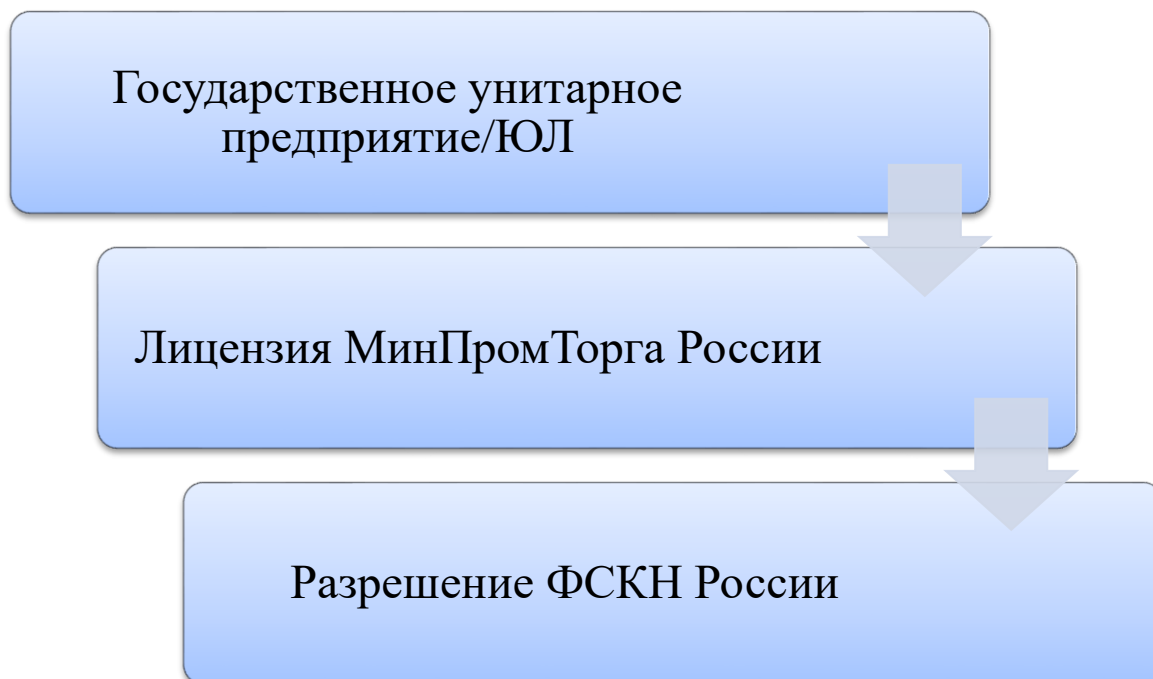 Государственное унитарное
предприятие/ЮЛ
Лицензия МинПромТорга России
Разрешение ФСКН России